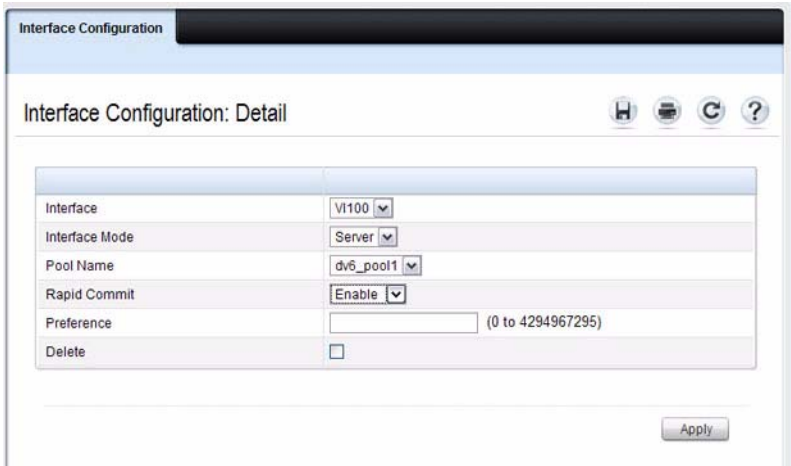 Interface Configuration
Interface Configuration: Detail
Interface Vl100
Interface Mode Server
Pool Name dv6_pool1
Rapid Commit Enable
Preference (0 to 4294967295)
Delete
Apply